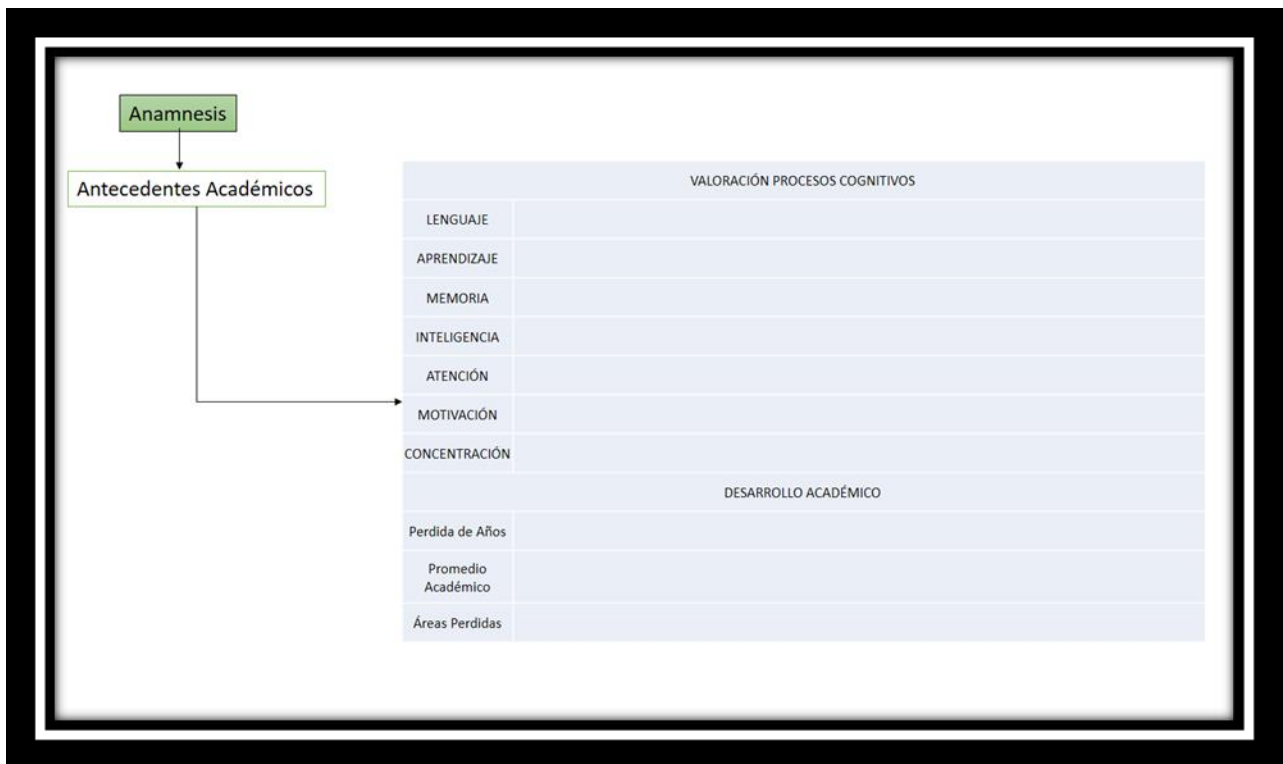 Anamnesis
Antecedentes Académicos
VALORACIÓN PROCESOS COGNITIVOS
LENGUAJE
APRENDIZAJE
MEMORIA
INTELIGENCIA
ATENCIÓN
MOTIVACIÓN
CONCENTRACIÓN
DESARROLLO ACADÉMICO
Perdida de Años
Promedio
Académico
Áreas Perdidas